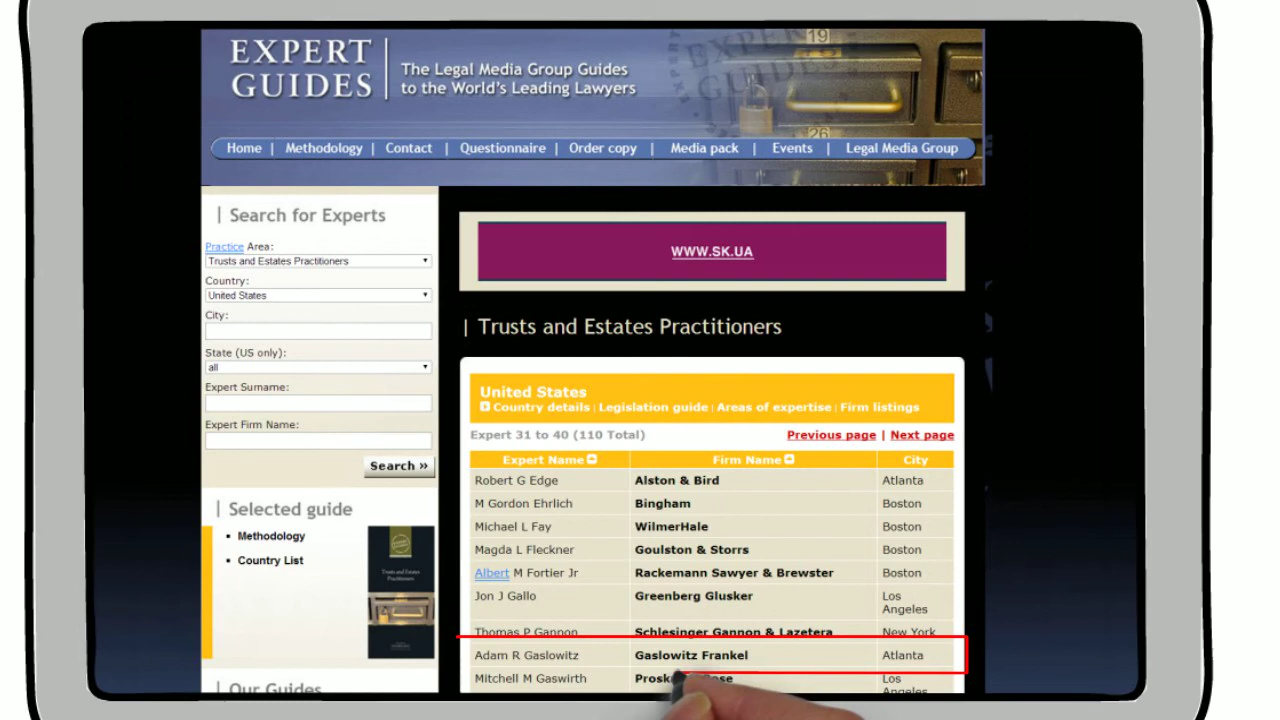 EXPERT
GUIDES
The Legal Media Group Guides
to the World's Leading Lawyers
19
26
Home | Methodology | Contact | Questionnaire | Order copy | Media pack | Events | Legal Media Group
Search for Experts
Practice Area:
Trusts and Estates Practitioners
Country:
United States
City:
State (US only):
all
Expert Surname:
Expert Firm Name:
Search »
Selected guide
Methodology
Country List
Trusts and Estates
Practitioners
Our Guides
WWW.SK.UA
Trusts and Estates Practitioners
United States
Country details | Legislation guide | Areas of expertise | Firm listings
Expert 31 to 40 (110 Total) Previous page | Next page
Expert Name Firm Name City
Robert G Edge Alston & Bird Atlanta
M Gordon Ehrlich Bingham Boston
Michael L Fay WilmerHale Boston
Magda L Fleckner Goulston & Storrs Boston
Albert M Fortier Jr Rackemann Sawyer & Brewster Boston
Jon J Gallo Greenberg Glusker Los
Angeles
Thomas P Gannon Schlesinger Gannon & Lazetera New York
Adam R Gaslowitz Gaslowitz Frankel Atlanta
Mitchell M Gaswirth Los
Angeles